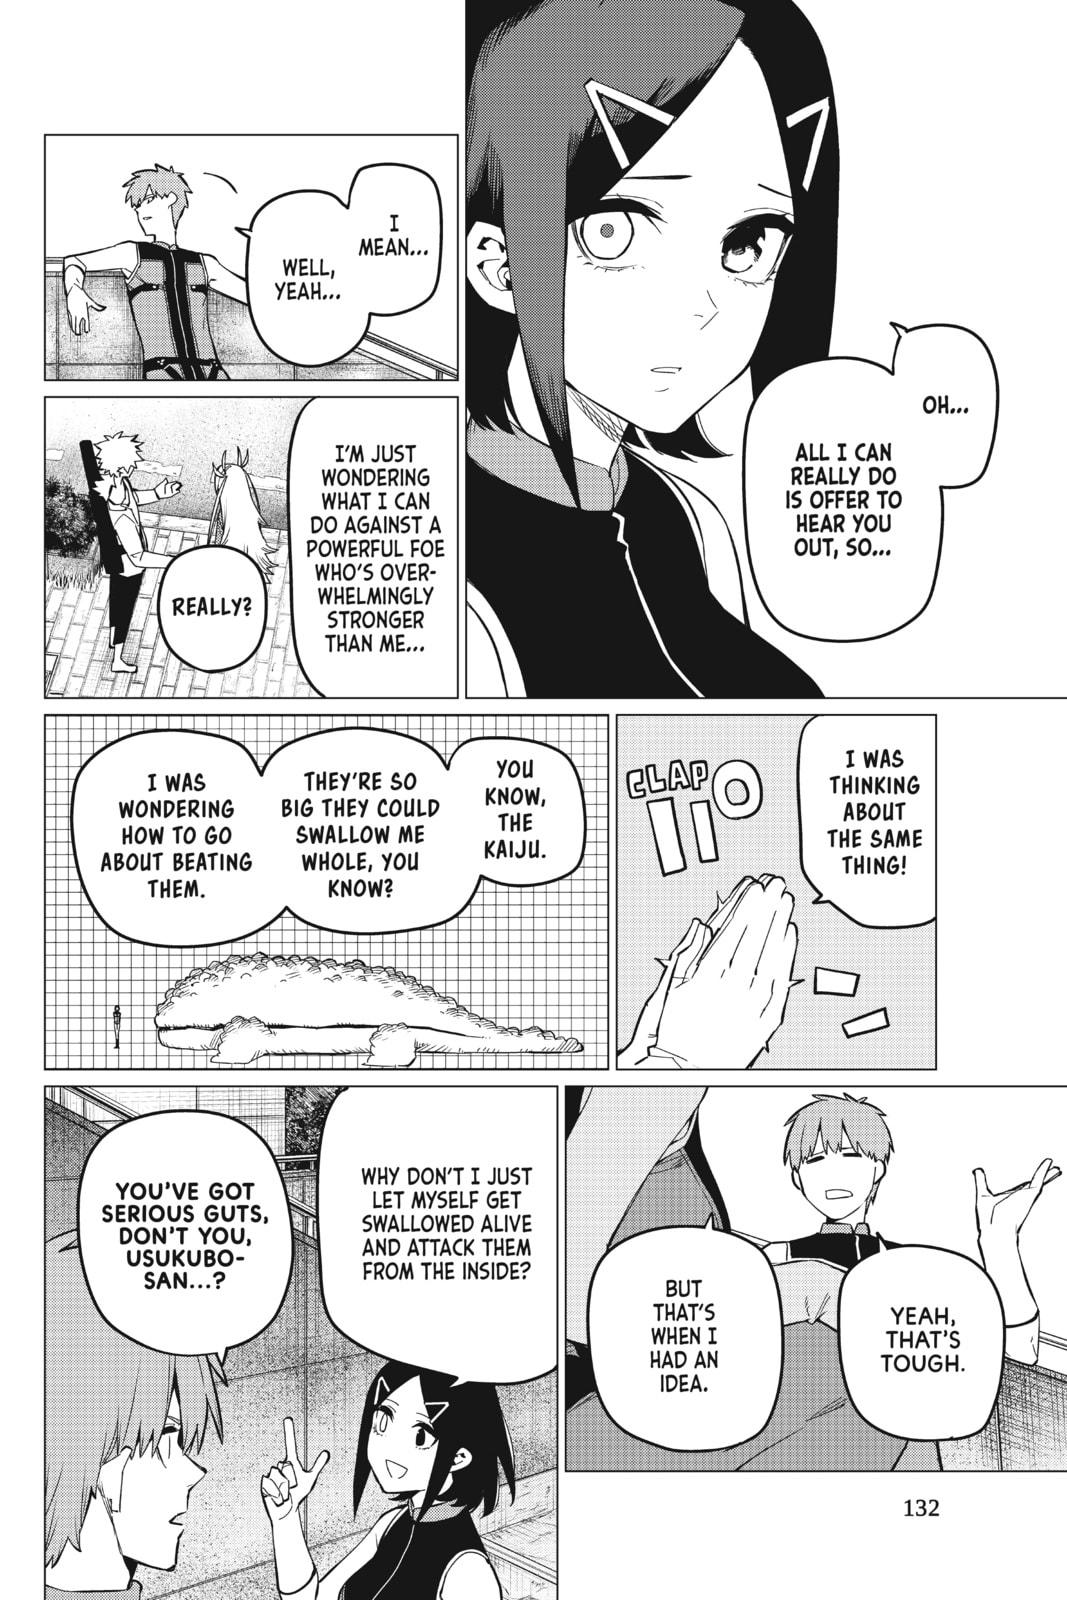 OH...
ALL I CAN
REALLY DO
IS OFFER TO
HEAR YOU
OUT, SO...
I
MEAN...
WELL,
YEAH...
I'M JUST
WONDERING
WHAT I CAN
DO AGAINST A
POWERFUL FOE
WHO'S OVER-
WHELMINGLY
STRONGER
THAN ME...
REALLY?
I WAS
THINKING
ABOUT
THE SAME
THING!
CLAP
YOU
KNOW,
THE
KAIJU.
THEY'RE SO
BIG THEY COULD
SWALLOW ME
WHOLE, YOU
KNOW?
I WAS
WONDERING
HOW TO GO
ABOUT BEATING
THEM.
YEAH,
THAT'S
TOUGH.
BUT
THAT'S
WHEN I
HAD AN
IDEA.
WHY DON'T I JUST
LET MYSELF GET
SWALLOWED ALIVE
AND ATTACK THEM
FROM THE INSIDE?
YOU'VE GOT
SERIOUS GUTS,
DON'T YOU,
USUKUBO-
SAN...?
132